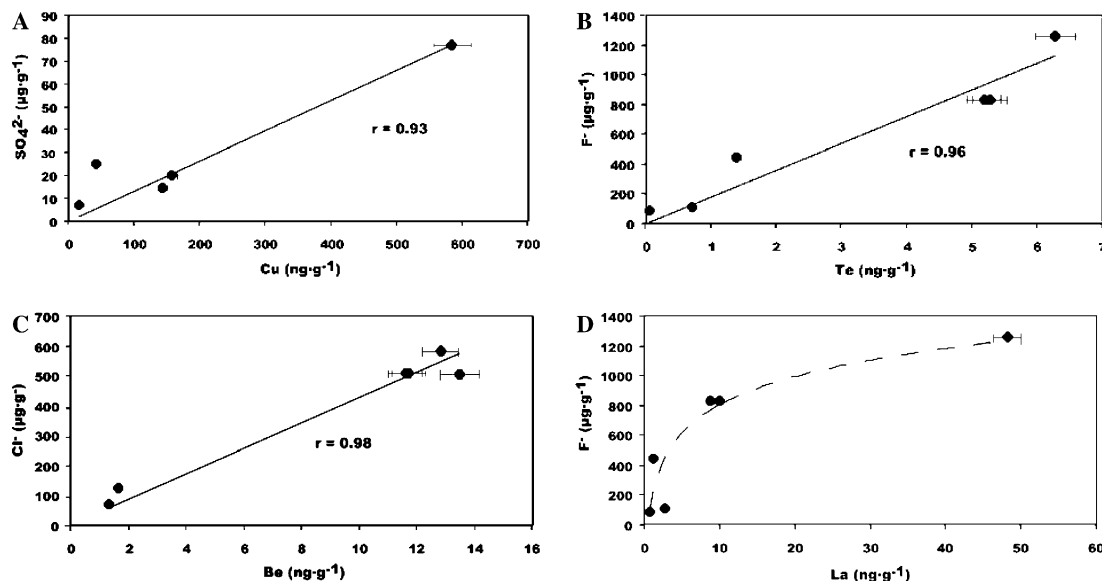 A
90
80
70
60
50
40
30
20
10
0
SO₄²⁻ (µg·g⁻¹)
r = 0.93
0 100 200 300 400 500 600 700
Cu (ng·g⁻¹)
B
1400
1200
1000
800
600
400
200
0
F⁻ (µg·g⁻¹)
r = 0.96
0 1 2 3 4 5 6 7
Te (ng·g⁻¹)
C
700
600
500
400
300
200
100
0
Cl⁻ (µg·g⁻)
r = 0.98
0 2 4 6 8 10 12 14 16
Be (ng·g⁻¹)
D
1400
1200
1000
800
600
400
200
0
F⁻ (µg·g⁻¹)
0 10 20 30 40 50 60
La (ng·g⁻¹)